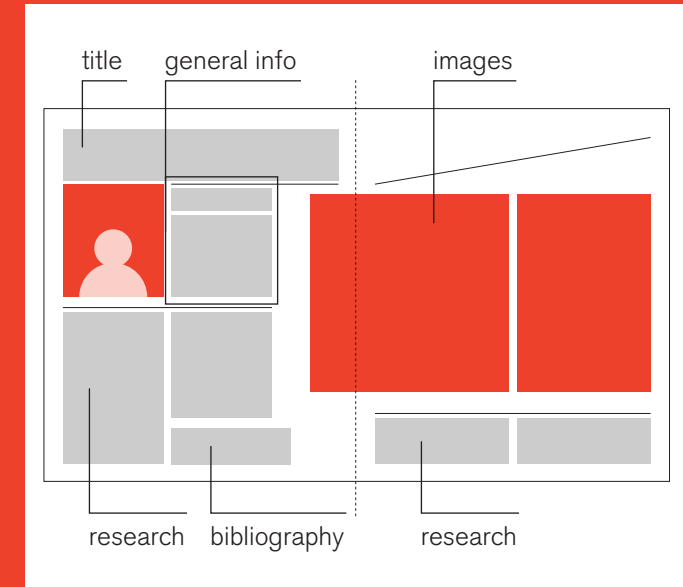 title
general info
images
research
bibliography
research